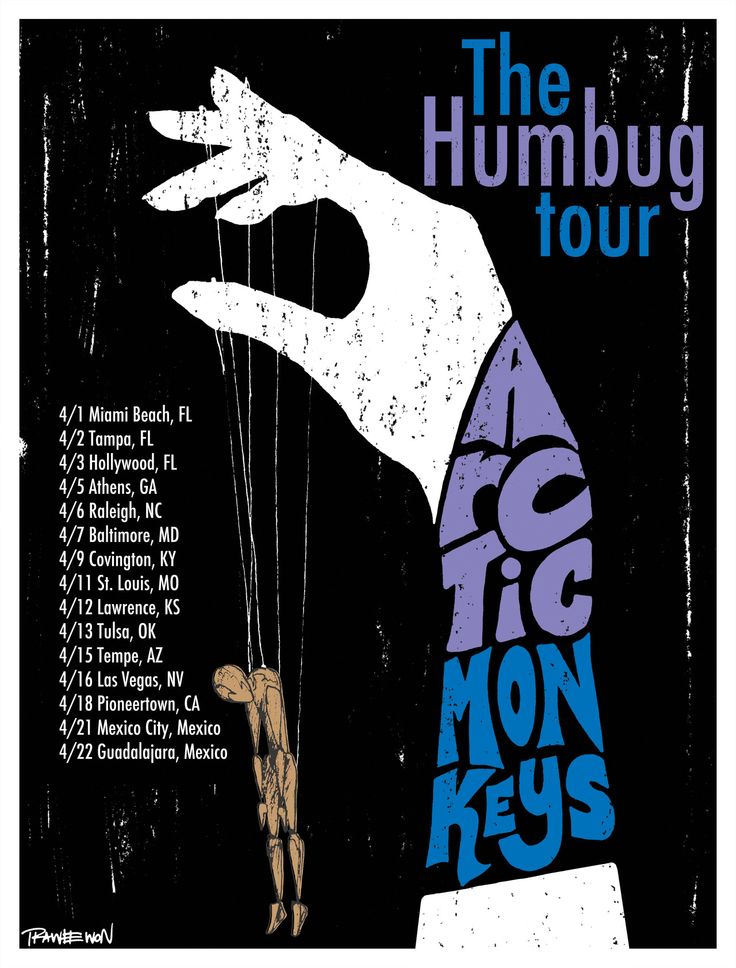 The
Humbug
tour
A
rc
Tic
MON
KeyS
4/1 Miami Beach, FL
4/2 Tampa, FL
4/3 Hollywood, FL
4/5 Athens, GA
4/6 Raleigh, NC
4/7 Baltimore, MD
4/9 Covington, KY
4/11 St. Louis, MO
4/12 Lawrence, KS
4/13 Tulsa, OK
4/15 Tempe, AZ
4/16 Las Vegas, NV
4/18 Pioneertown, CA
4/21 Mexico City, Mexico
4/22 Guadalajara, Mexico